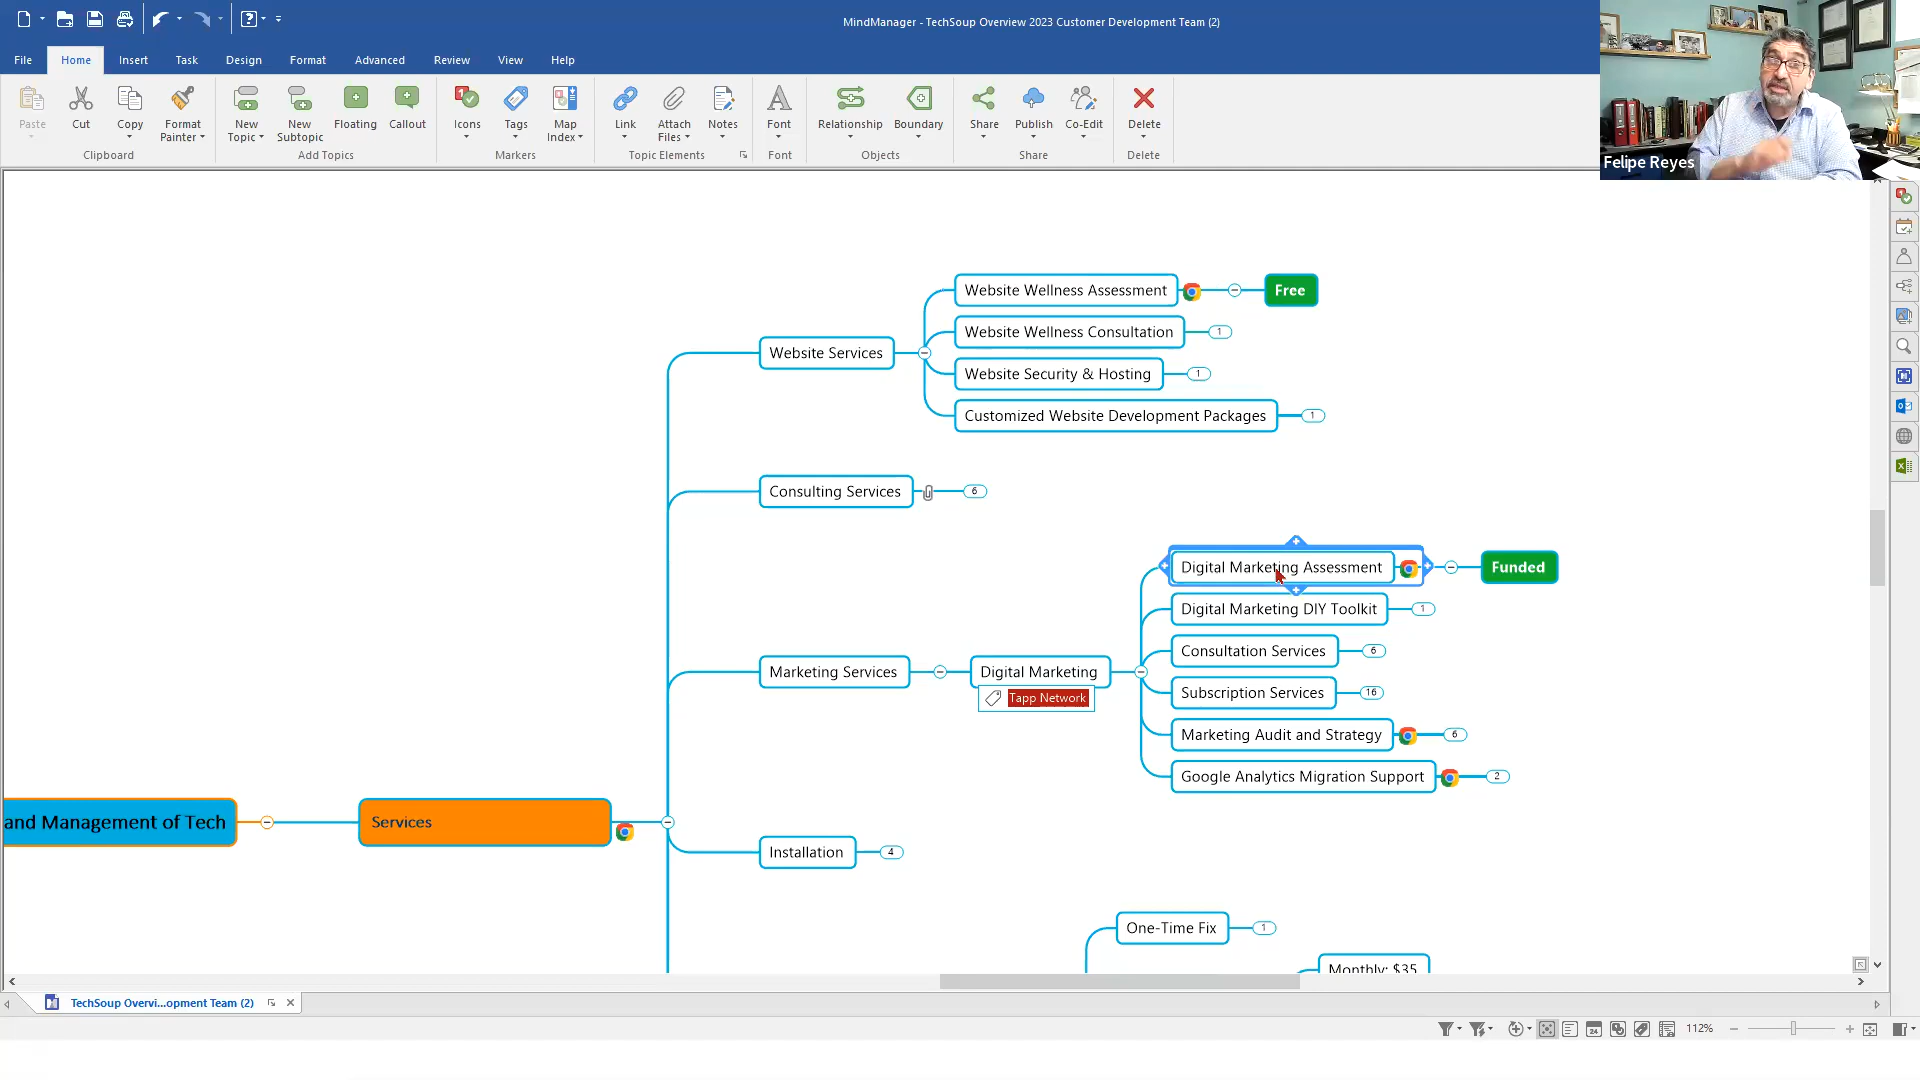 MindManager - TechSoup Overview 2023 Customer Development Team (2)
File Home Insert Task Design Format Advanced Review View Help
Paste Cut Copy Format Painter New Topic New Subtopic Floating Callout Icons Tags Map Index Link Attach Files Notes Font Relationship Boundary Share Publish Co-Edit Delete
Clipboard Add Topics Markers Topic Elements Font Objects Share Delete
Felipe Reyes
Website Wellness Assessment
Free
Website Wellness Consultation 1
Website Services
Website Security & Hosting 1
Customized Website Development Packages 1
Consulting Services 6
Digital Marketing Assessment
Funded
Digital Marketing DIY Toolkit 1
Consultation Services 6
Marketing Services
Digital Marketing
Tapp Network
Subscription Services 16
Marketing Audit and Strategy 6
Google Analytics Migration Support 2
and Management of Tech
Services
Installation 4
One-Time Fix 1
Monthly: $35
TechSoup Overvi...opment Team (2)
112%